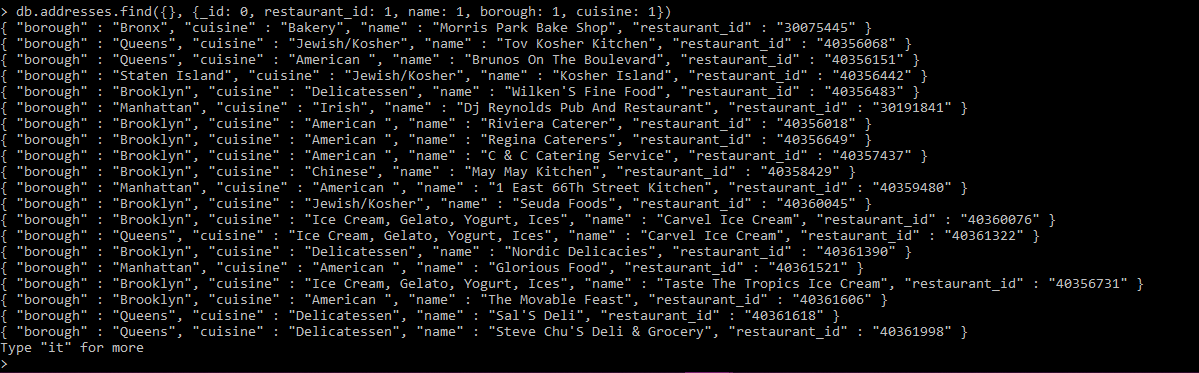 > db.addresses.find({}, {_id: 0, restaurant_id: 1, name: 1, borough: 1, cuisine: 1})
{ "borough" : "Bronx", "cuisine" : "Bakery", "name" : "Morris Park Bake Shop", "restaurant_id" : "30075445" }
{ "borough" : "Queens", "cuisine" : "Jewish/Kosher", "name" : "Tov Kosher Kitchen", "restaurant_id" : "40356068" }
{ "borough" : "Queens", "cuisine" : "American ", "name" : "Brunos On The Boulevard", "restaurant_id" : "40356151" }
{ "borough" : "Staten Island", "cuisine" : "Jewish/Kosher", "name" : "Kosher Island", "restaurant_id" : "40356442" }
{ "borough" : "Brooklyn", "cuisine" : "Delicatessen", "name" : "Wilken'S Fine Food", "restaurant_id" : "40356483" }
{ "borough" : "Manhattan", "cuisine" : "Irish", "name" : "Dj Reynolds Pub And Restaurant", "restaurant_id" : "30191841" }
{ "borough" : "Brooklyn", "cuisine" : "American ", "name" : "Riviera Caterer", "restaurant_id" : "40356018" }
{ "borough" : "Brooklyn", "cuisine" : "American ", "name" : "Regina Caterers", "restaurant_id" : "40356649" }
{ "borough" : "Brooklyn", "cuisine" : "American ", "name" : "C & C Catering Service", "restaurant_id" : "40357437" }
{ "borough" : "Brooklyn", "cuisine" : "Chinese", "name" : "May May Kitchen", "restaurant_id" : "40358429" }
{ "borough" : "Manhattan", "cuisine" : "American ", "name" : "1 East 66Th Street Kitchen", "restaurant_id" : "40359480" }
{ "borough" : "Brooklyn", "cuisine" : "Jewish/Kosher", "name" : "Seuda Foods", "restaurant_id" : "40360045" }
{ "borough" : "Brooklyn", "cuisine" : "Ice Cream, Gelato, Yogurt, Ices", "name" : "Carvel Ice Cream", "restaurant_id" : "40360076" }
{ "borough" : "Queens", "cuisine" : "Ice Cream, Gelato, Yogurt, Ices", "name" : "Carvel Ice Cream", "restaurant_id" : "40361322" }
{ "borough" : "Brooklyn", "cuisine" : "Delicatessen", "name" : "Nordic Delicacies", "restaurant_id" : "40361390" }
{ "borough" : "Manhattan", "cuisine" : "American ", "name" : "Glorious Food", "restaurant_id" : "40361521" }
{ "borough" : "Brooklyn", "cuisine" : "Ice Cream, Gelato, Yogurt, Ices", "name" : "Taste The Tropics Ice Cream", "restaurant_id" : "40356731" }
{ "borough" : "Brooklyn", "cuisine" : "American ", "name" : "The Movable Feast", "restaurant_id" : "40361606" }
{ "borough" : "Queens", "cuisine" : "Delicatessen", "name" : "Sal'S Deli", "restaurant_id" : "40361618" }
{ "borough" : "Queens", "cuisine" : "Delicatessen", "name" : "Steve Chu'S Deli & Grocery", "restaurant_id" : "40361998" }
Type "it" for more
>